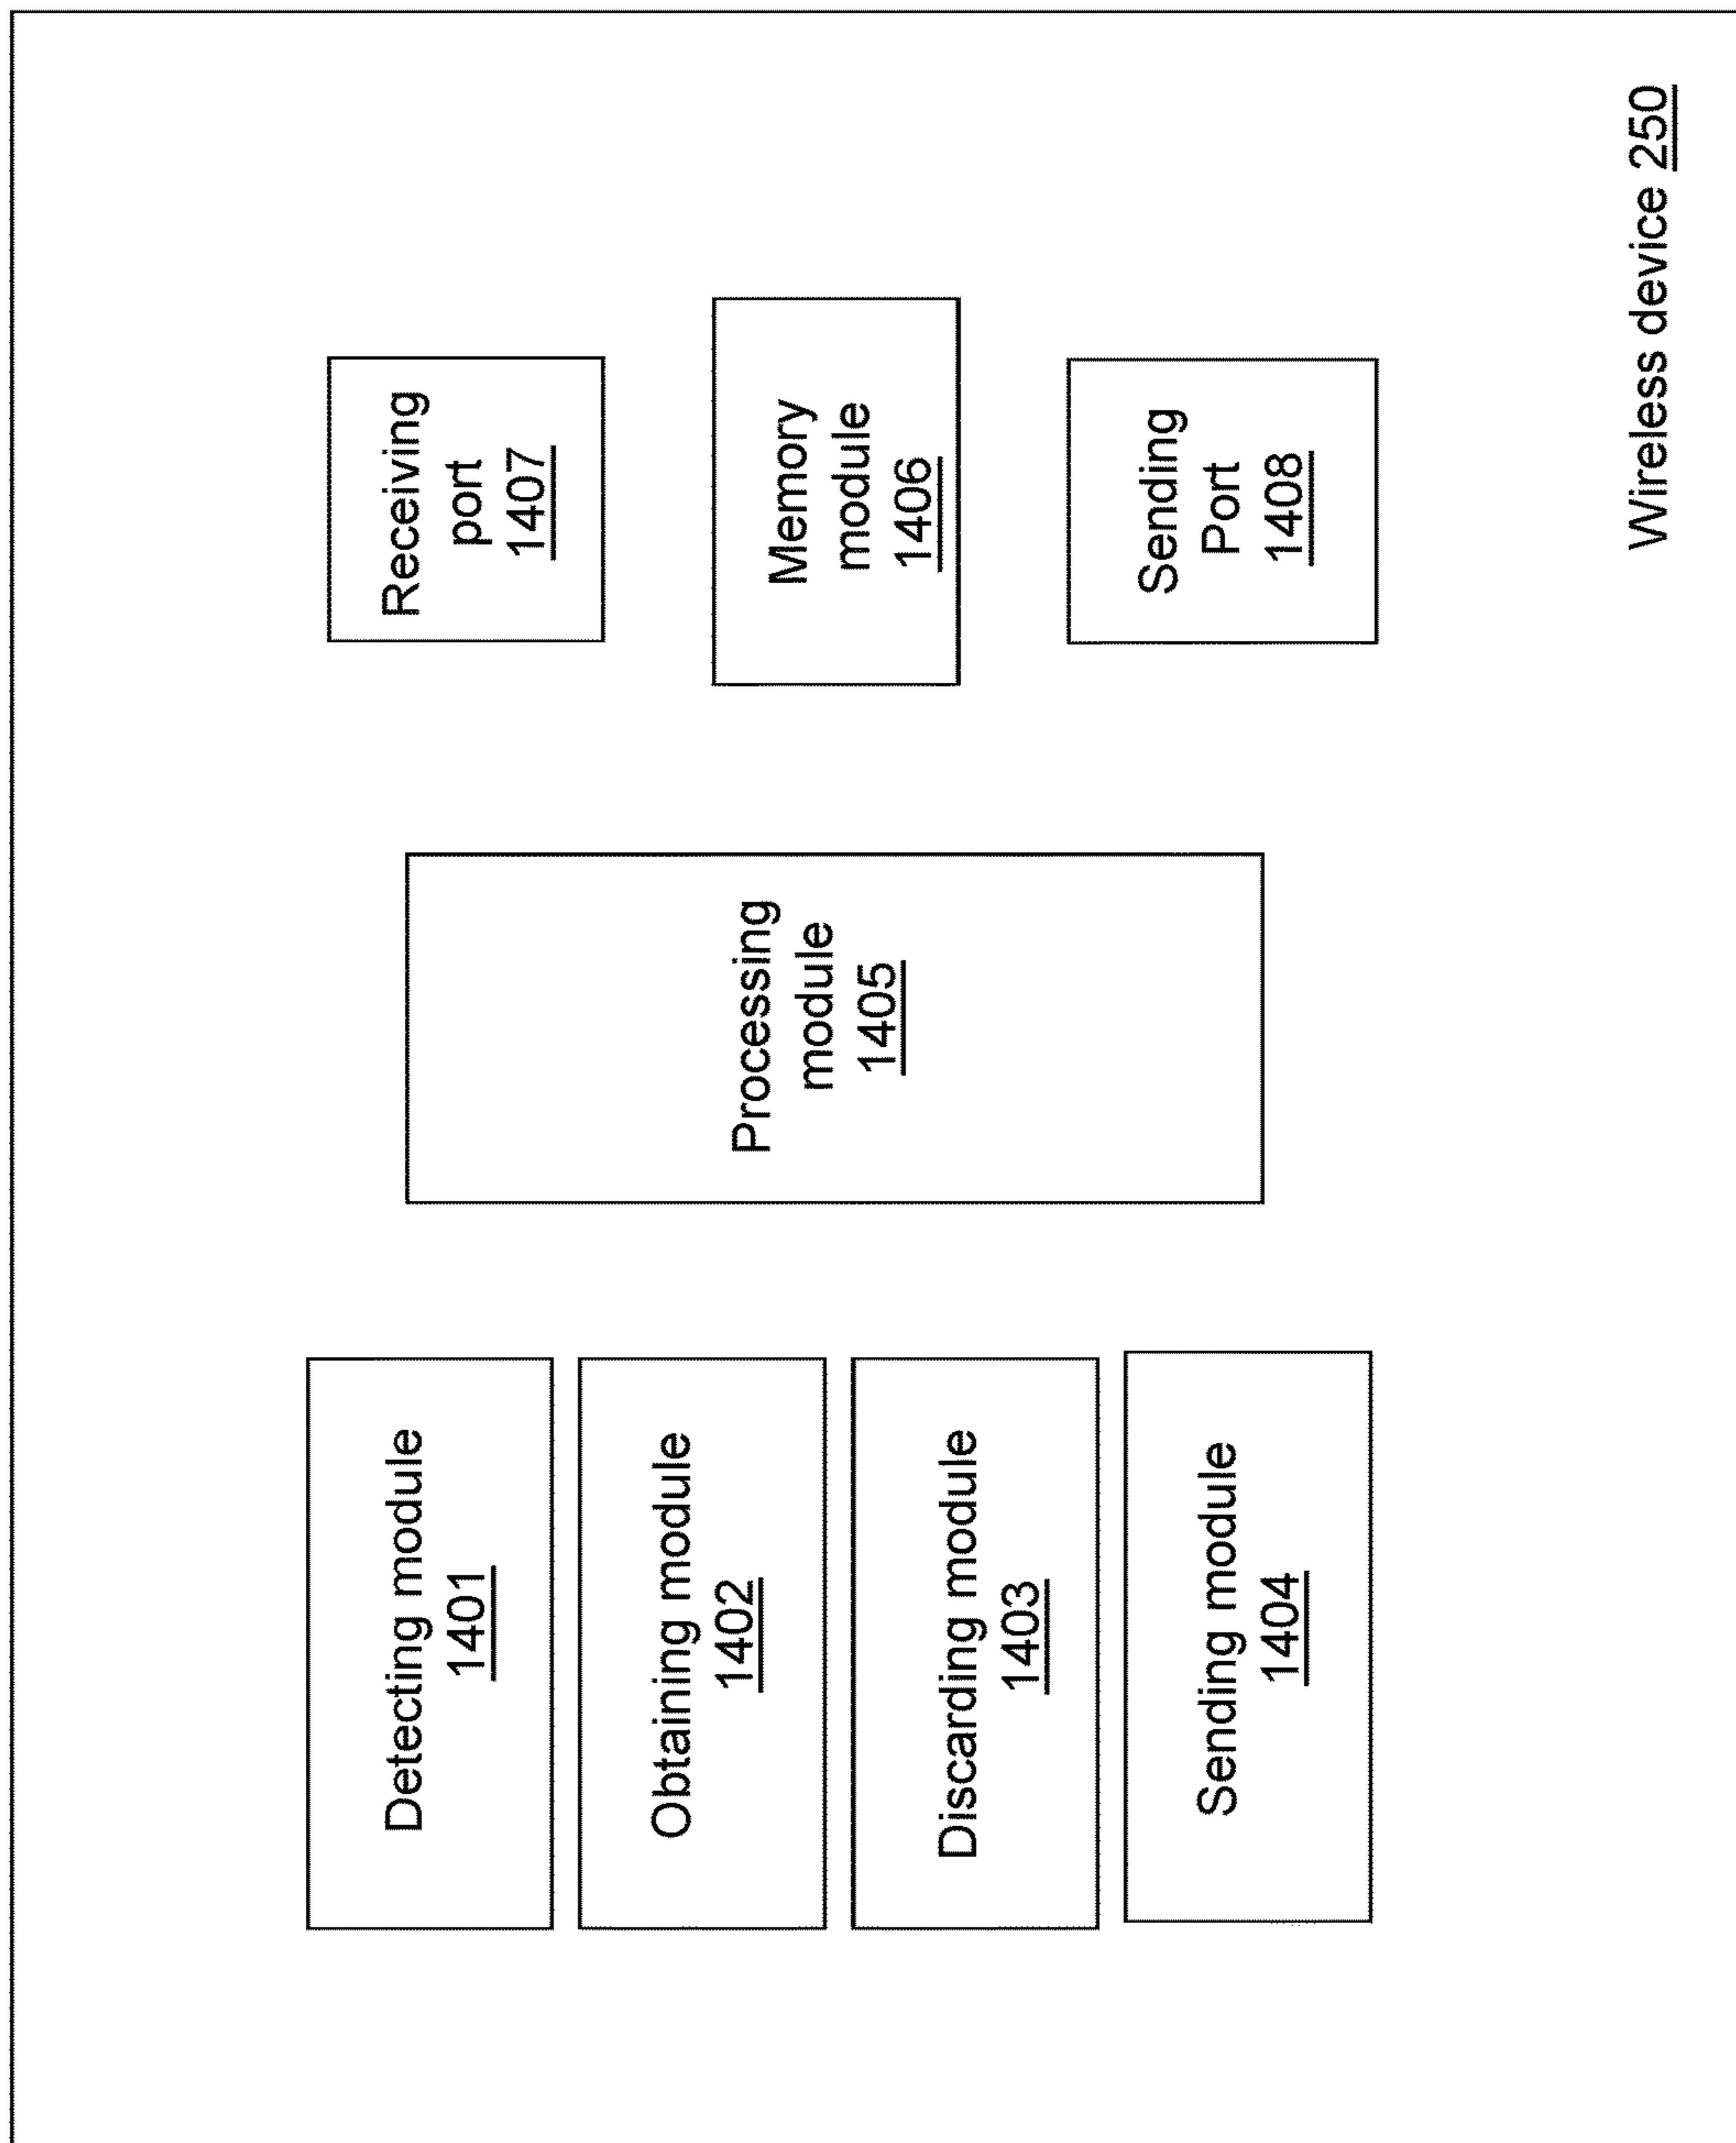 Detecting module
1401
Obtaining module
1402
Discarding module
1403
Sending module
1404
Processing
module
1405
Receiving
port
1407
Memory
module
1406
Sending
Port
1408
Wireless device 250